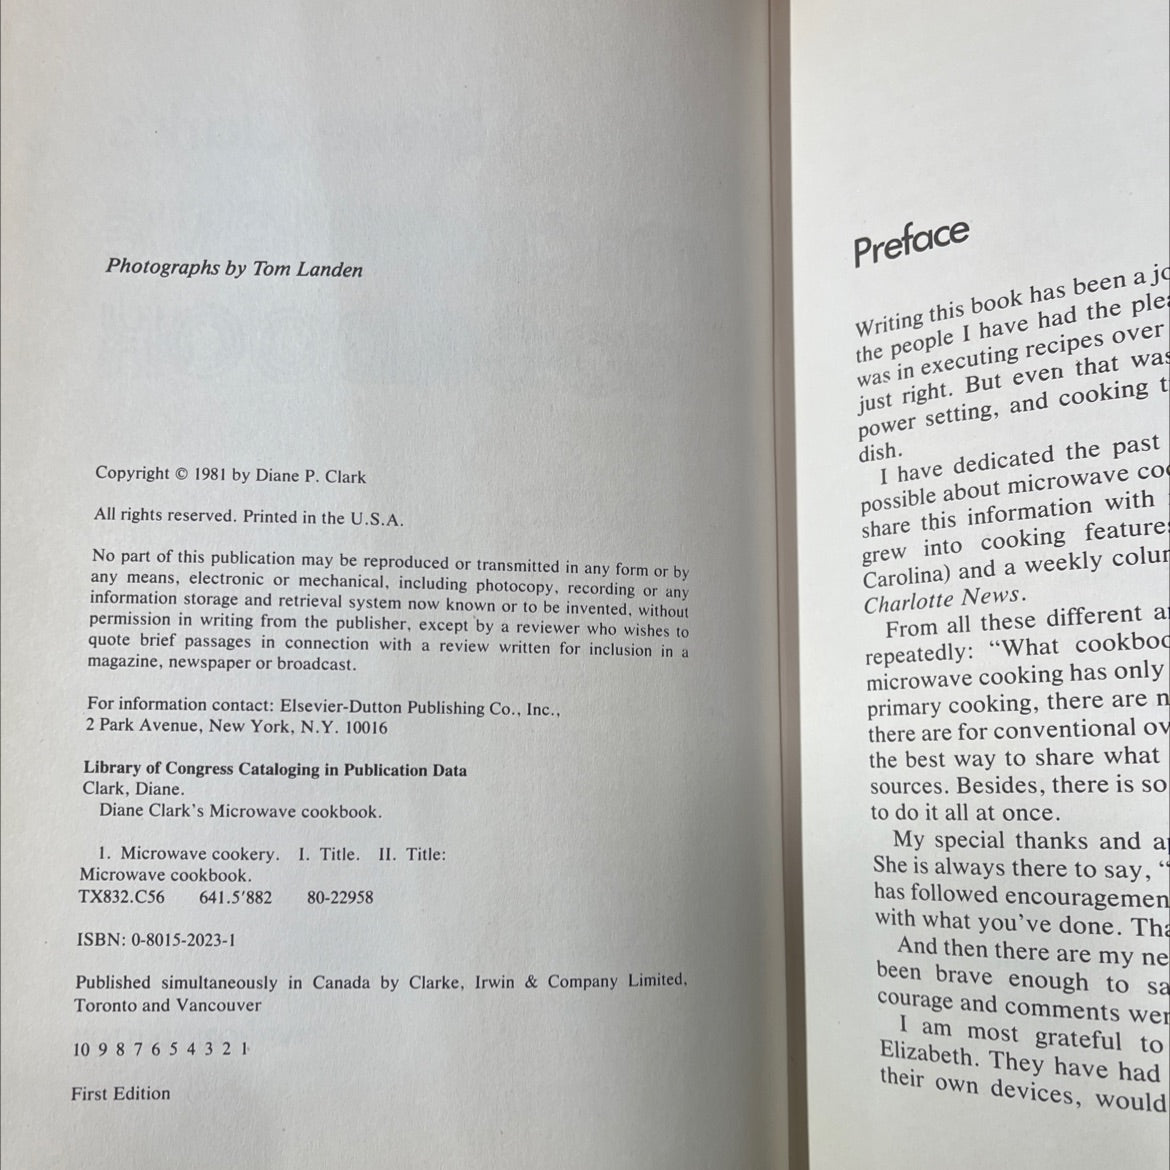 Photographs by Tom Landen
Copyright © 1981 by Diane P. Clark
All rights reserved. Printed in the U.S.A.
No part of this publication may be reproduced or transmitted in any form or by
any means, electronic or mechanical, including photocopy, recording or any
information storage and retrieval system now known or to be invented, without
permission in writing from the publisher, except by a reviewer who wishes to
quote brief passages in connection with a review written for inclusion in a
magazine, newspaper or broadcast.
For information contact: Elsevier-Dutton Publishing Co., Inc.,
2 Park Avenue, New York, N.Y. 10016
Library of Congress Cataloging in Publication Data
Clark, Diane.
Diane Clark's Microwave cookbook.
1. Microwave cookery. I. Title. II. Title:
Microwave cookbook.
TX832.C56 641.5'882 80-22958
ISBN: 0-8015-2023-1
Published simultaneously in Canada by Clarke, Irwin & Company Limited,
Toronto and Vancouver
10 9 8 7 6 5 4 3 2 1
First Edition
Preface
Writing this book has been a
the people I have had the
was in executing recipes over
just right. But even that was
power setting, and cooking
dish.
I have dedicated the past
possible about microwave
share this information with
grew into cooking features
Carolina) and a weekly
Charlotte News.
From all these different
repeatedly: "What
microwave cooking has only
primary cooking, there are
there are for conventional
the best way to share what
sources. Besides, there is so
to do it all at once.
My special thanks and
She is always there to say, "
has followed
with what you've done.
And then there are my
been brave enough to
courage and comments
I am most grateful to
Elizabeth. They have had
their own devices, would